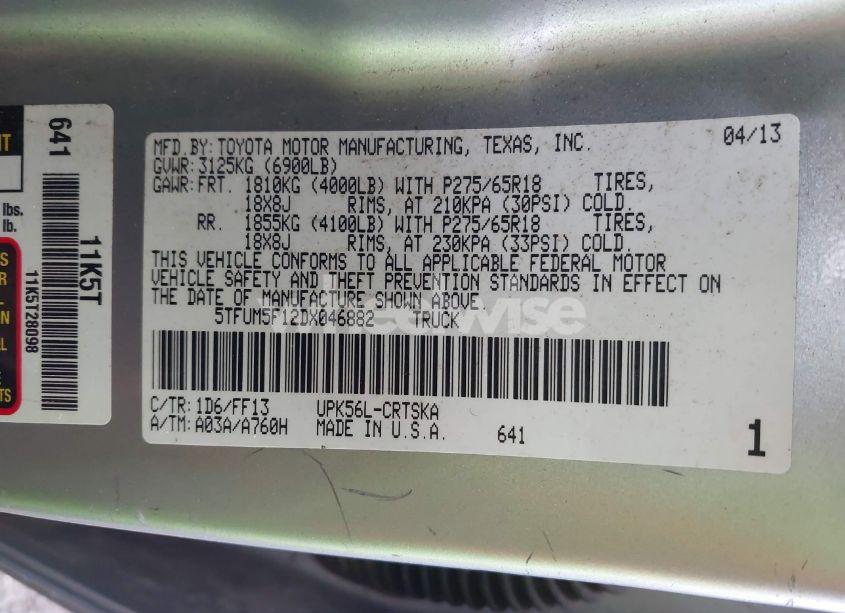 NT
lbs.
lb.
641
11K5T
11K5T28098
MFD.BY: TOYOTA MOTOR MANUFACTURING, TEXAS, INC. 04/13
GVWR: 3125KG (6900LB)
GAWR: FRT. 1810KG (4000LB) WITH P275/65R18 TIRES,
18X8J RIMS, AT 210KPA (30PSI) COLD.
RR. 1855KG (4100LB) WITH P275/65R18 TIRES,
18X8J RIMS, AT 230KPA (33PSI) COLD.
THIS VEHICLE CONFORMS TO ALL APPLICABLE FEDERAL MOTOR
VEHICLE SAFETY AND THEFT PREVENTION STANDARDS IN EFFECT ON
THE DATE OF MANUFACTURE SHOWN ABOVE.
5TFUM5F12DX046882 TRUCK
C/TR: 1D6/FF13 UPK56L-CRTSKA
A/TM: A03A/A760H MADE IN U.S.A. 641
1